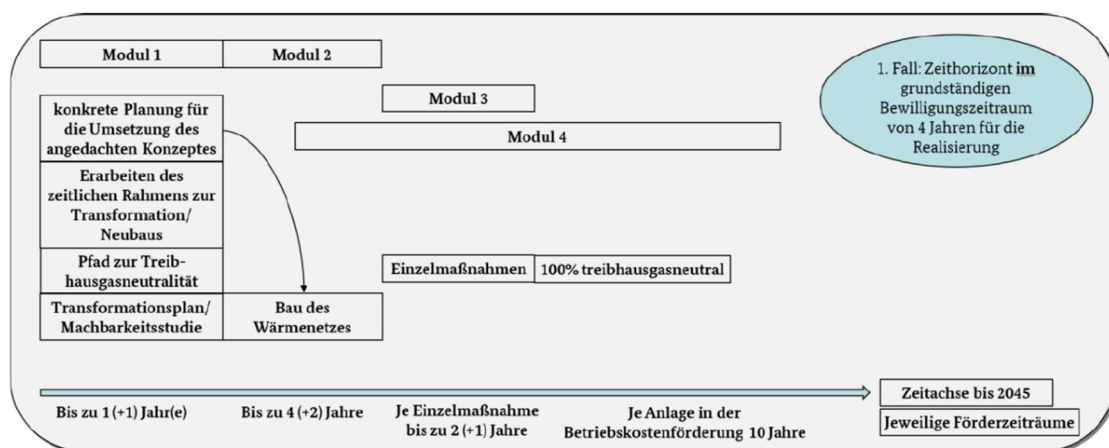 Modul 1
Modul 2
Modul 3
Modul 4
1. Fall: Zeithorizont im
grundständigen
Bewilligungszeitraum
von 4 Jahren für die
Realisierung
konkrete Planung für
die Umsetzung des
angedachten Konzeptes
Erarbeiten des
zeitlichen Rahmens zur
Transformation/
Neubaus
Pfad zur Treib-
hausgasneutralität
Transformationsplan/
Machbarkeitsstudie
Bau des
Wärmenetzes
Einzelmaßnahmen
100% treibhausgasneutral
Bis zu 1 (+1) Jahr(e)
Bis zu 4 (+2) Jahre
Je Einzelmaßnahme
bis zu 2 (+1) Jahre
Je Anlage in der
Betriebskostenförderung 10 Jahre
Zeitachse bis 2045
Jeweilige Förderzeiträume